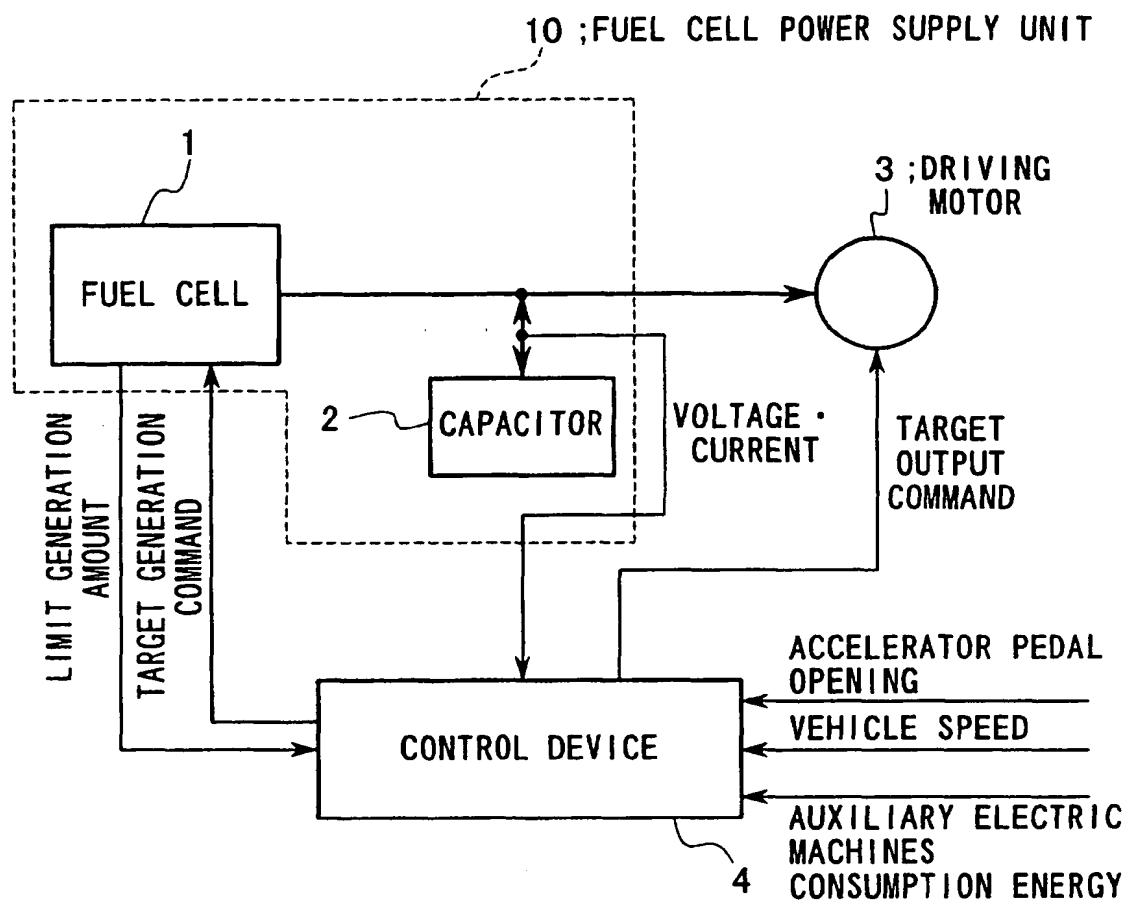 10 ;FUEL CELL POWER SUPPLY UNIT
1
3 ;DRIVING
MOTOR
FUEL CELL
2
CAPACITOR
VOLTAGE・
CURRENT
TARGET
OUTPUT
COMMAND
LIMIT GENERATION
AMOUNT
TARGET GENERATION
COMMAND
ACCELERATOR PEDAL
OPENING
VEHICLE SPEED
CONTROL DEVICE
AUXILIARY ELECTRIC
MACHINES
CONSUMPTION ENERGY
4